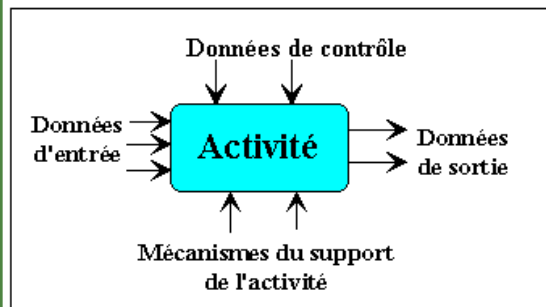 Données de contrôle
Données
d'entrée
Activité
Données
de sortie
Mécanismes du support
de l'activité